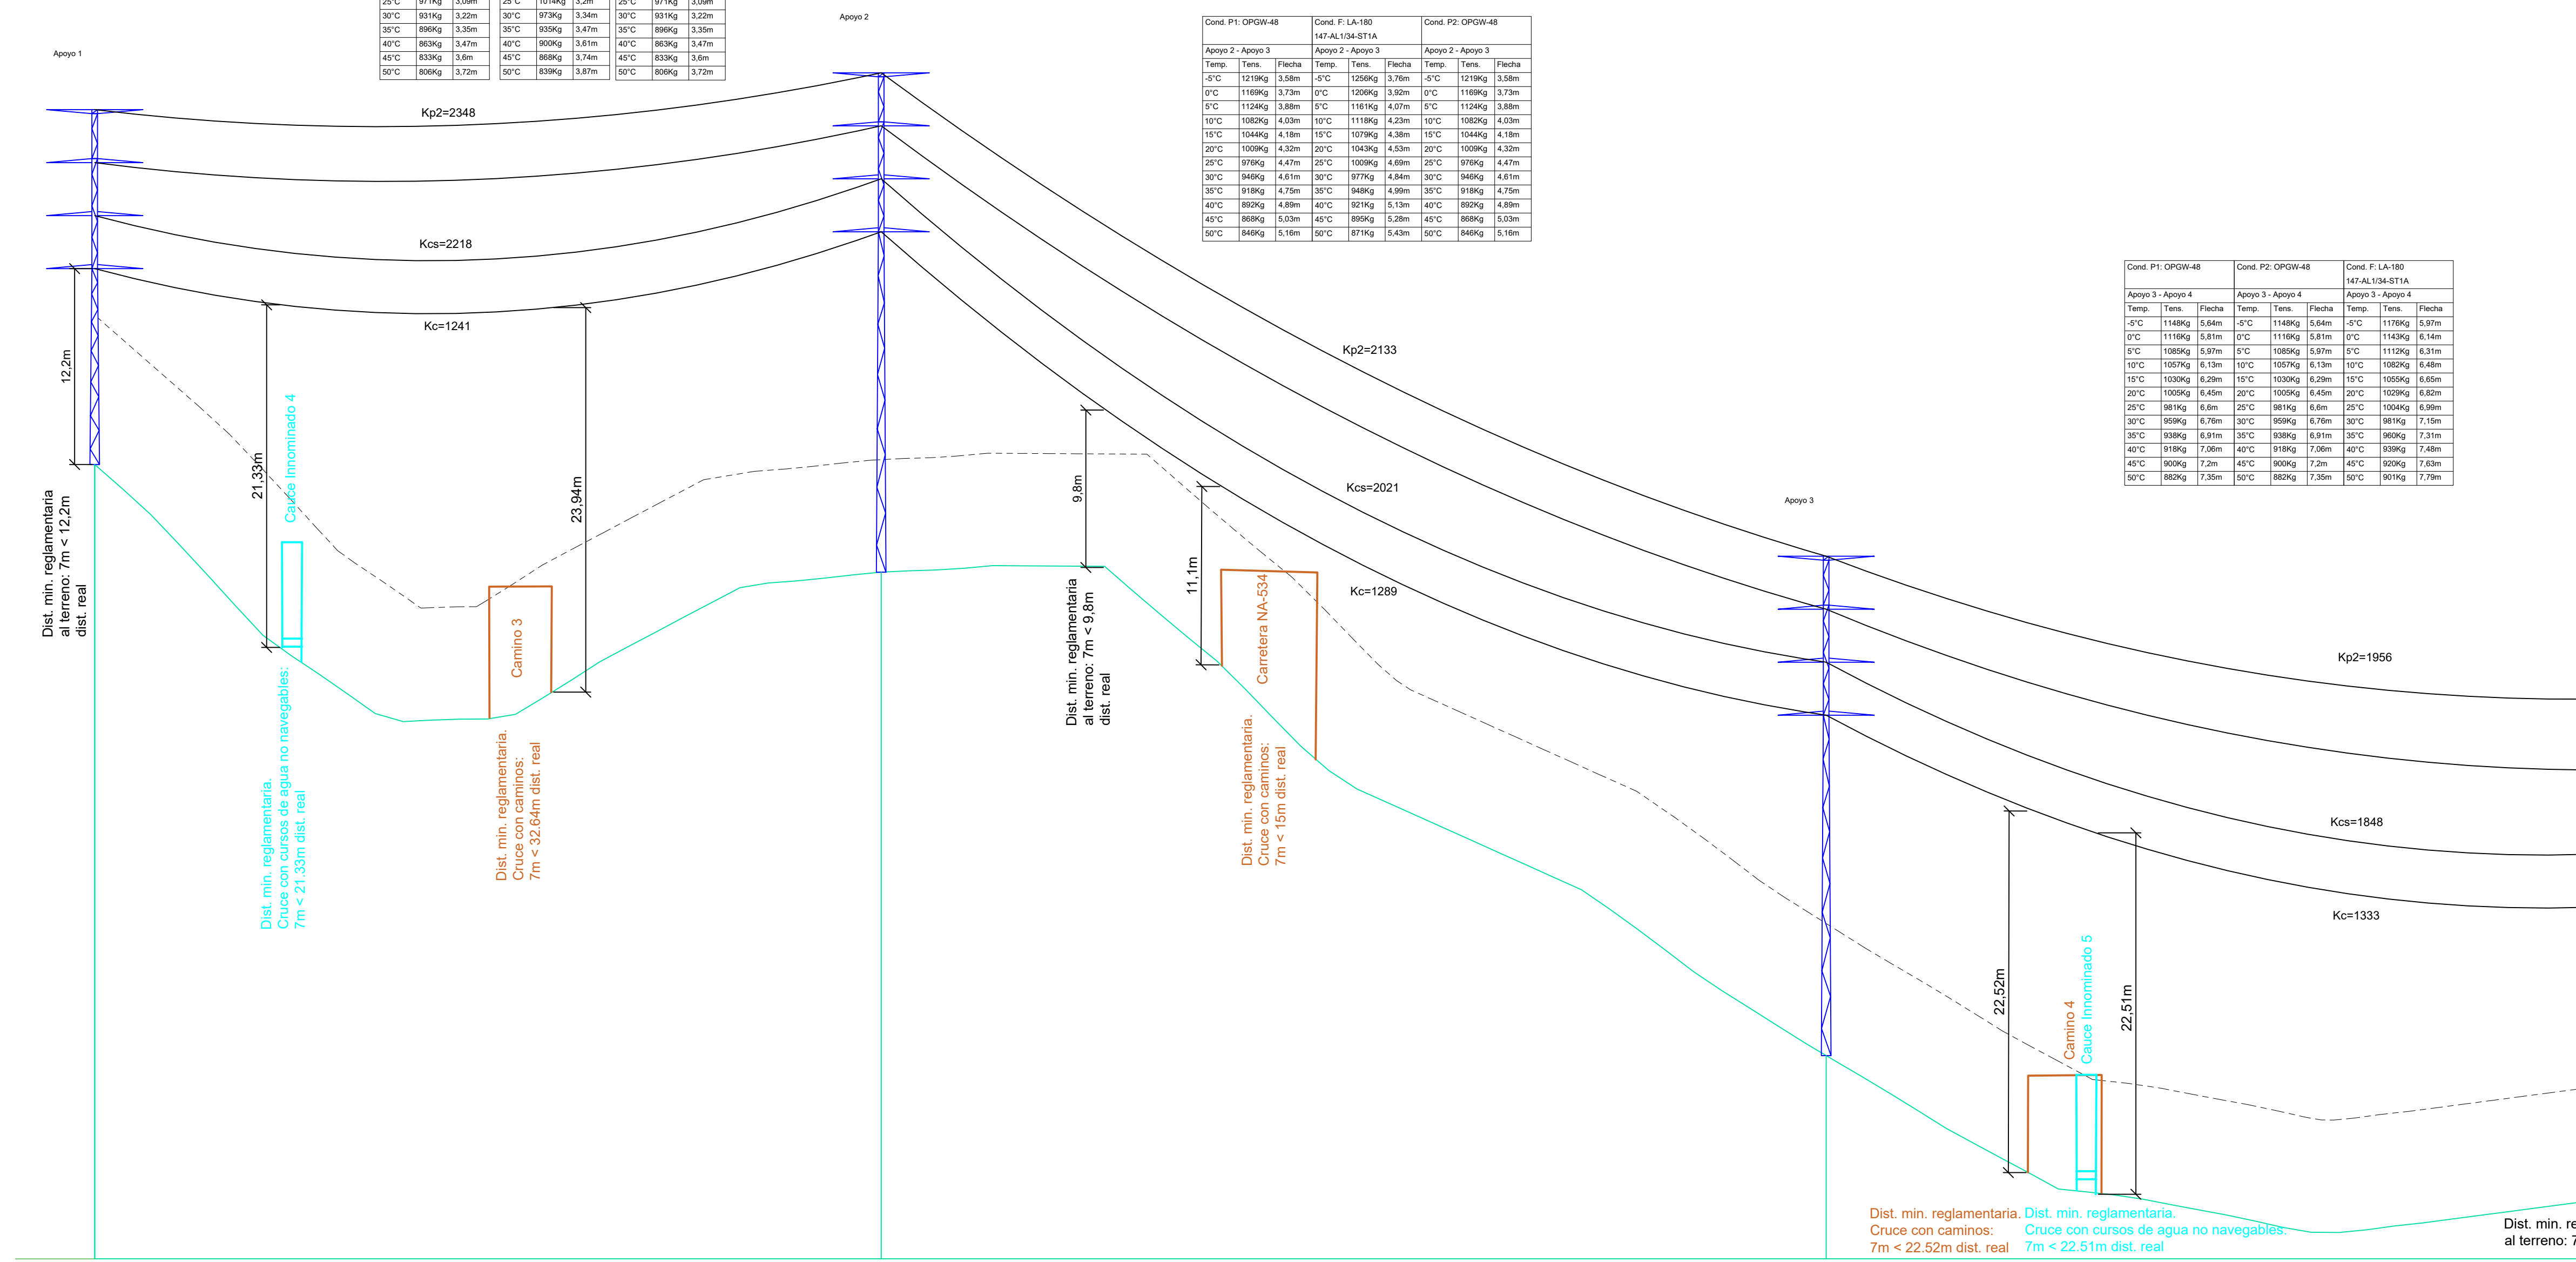 25°C 971Kg 3,09m 25°C 1014Kg 3,2m 25°C 971Kg 3,09m
30°C 931Kg 3,22m 30°C 973Kg 3,34m 30°C 931Kg 3,22m
35°C 896Kg 3,35m 35°C 935Kg 3,47m 35°C 896Kg 3,35m
40°C 863Kg 3,47m 40°C 900Kg 3,61m 40°C 863Kg 3,47m
45°C 833Kg 3,6m 45°C 868Kg 3,74m 45°C 833Kg 3,6m
50°C 806Kg 3,72m 50°C 839Kg 3,87m 50°C 806Kg 3,72m
Apoyo 1
Apoyo 2
Cond. P1: OPGW-48 Cond. F: LA-180 Cond. P2: OPGW-48
147-AL1/34-ST1A
Apoyo 2 - Apoyo 3 Apoyo 2 - Apoyo 3 Apoyo 2 - Apoyo 3
Temp. Tens. Flecha Temp. Tens. Flecha Temp. Tens. Flecha
-5°C 1219Kg 3,58m -5°C 1256Kg 3,76m -5°C 1219Kg 3,58m
0°C 1169Kg 3,73m 0°C 1206Kg 3,92m 0°C 1169Kg 3,73m
5°C 1124Kg 3,88m 5°C 1161Kg 4,07m 5°C 1124Kg 3,88m
10°C 1082Kg 4,03m 10°C 1118Kg 4,23m 10°C 1082Kg 4,03m
15°C 1044Kg 4,18m 15°C 1079Kg 4,38m 15°C 1044Kg 4,18m
20°C 1009Kg 4,32m 20°C 1043Kg 4,53m 20°C 1009Kg 4,32m
25°C 976Kg 4,47m 25°C 1009Kg 4,69m 25°C 976Kg 4,47m
30°C 946Kg 4,61m 30°C 977Kg 4,84m 30°C 946Kg 4,61m
35°C 918Kg 4,75m 35°C 948Kg 4,99m 35°C 918Kg 4,75m
40°C 892Kg 4,89m 40°C 921Kg 5,13m 40°C 892Kg 4,89m
45°C 868Kg 5,03m 45°C 895Kg 5,28m 45°C 868Kg 5,03m
50°C 846Kg 5,16m 50°C 871Kg 5,43m 50°C 846Kg 5,16m
Cond. P1: OPGW-48 Cond. P2: OPGW-48 Cond. F: LA-180
147-AL1/34-ST1A
Apoyo 3 - Apoyo 4 Apoyo 3 - Apoyo 4 Apoyo 3 - Apoyo 4
Temp. Tens. Flecha Temp. Tens. Flecha Temp. Tens. Flecha
-5°C 1148Kg 5,64m -5°C 1148Kg 5,64m -5°C 1176Kg 5,97m
0°C 1116Kg 5,81m 0°C 1116Kg 5,81m 0°C 1143Kg 6,14m
5°C 1085Kg 5,97m 5°C 1085Kg 5,97m 5°C 1112Kg 6,31m
10°C 1057Kg 6,13m 10°C 1057Kg 6,13m 10°C 1082Kg 6,48m
15°C 1030Kg 6,29m 15°C 1030Kg 6,29m 15°C 1055Kg 6,65m
20°C 1005Kg 6,45m 20°C 1005Kg 6,45m 20°C 1029Kg 6,82m
25°C 981Kg 6,6m 25°C 981Kg 6,6m 25°C 1004Kg 6,99m
30°C 959Kg 6,76m 30°C 959Kg 6,76m 30°C 981Kg 7,15m
35°C 938Kg 6,91m 35°C 938Kg 6,91m 35°C 960Kg 7,31m
40°C 918Kg 7,06m 40°C 918Kg 7,06m 40°C 939Kg 7,48m
45°C 900Kg 7,2m 45°C 900Kg 7,2m 45°C 920Kg 7,63m
50°C 882Kg 7,35m 50°C 882Kg 7,35m 50°C 901Kg 7,79m
Apoyo 3
Kp2=2348
Kcs=2218
Kc=1241
Kp2=2133
Kcs=2021
Kc=1289
Kp2=1956
Kcs=1848
Kc=1333
12,2m
Dist. min. reglamentaria
al terreno: 7m < 12,2m
dist. real
21,33m
Cauce Innominado 4
Dist. min. reglamentaria.
Cruce con cursos de agua no navegables:
7m < 21.33m dist. real
Camino 3
23,94m
Dist. min. reglamentaria.
Cruce con caminos:
7m < 32.64m dist. real
9,8m
Dist. min. reglamentaria
al terreno: 7m < 9,8m
dist. real
11,1m
Carretera NA-534
Dist. min. reglamentaria.
Cruce con caminos:
7m < 15m dist. real
22,52m
Camino 4
Cauce Innominado 5
22,51m
Dist. min. reglamentaria.
Cruce con caminos:
7m < 22.52m dist. real
Dist. min. reglamentaria.
Cruce con cursos de agua no navegables:
7m < 22.51m dist. real
Dist. min. re
al terreno: 7